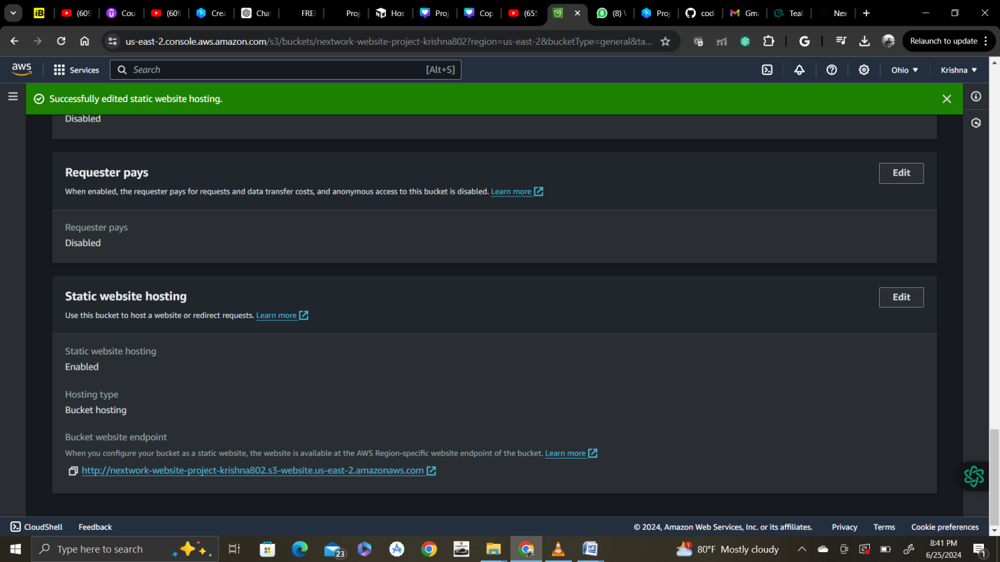 iB
(609
Cou
(609
Crea
Cha
FREI
Proj
Hos
Proj
Cop
(655
(8) W
Proj
code
Gma
Teal
Nex
us-east-2.console.aws.amazon.com/s3/buckets/nextwork-website-project-krishna802?region=us-east-2&bucketType=general&ta...
Relaunch to update
aws
Services
Search
[Alt+S]
Ohio
Krishna
Successfully edited static website hosting.
Disabled
Requester pays
Edit
When enabled, the requester pays for requests and data transfer costs, and anonymous access to this bucket is disabled. Learn more
Requester pays
Disabled
Static website hosting
Edit
Use this bucket to host a website or redirect requests. Learn more
Static website hosting
Enabled
Hosting type
Bucket hosting
Bucket website endpoint
When you configure your bucket as a static website, the website is available at the AWS Region-specific website endpoint of the bucket. Learn more
http://nextwork-website-project-krishna802.s3-website.us-east-2.amazonaws.com
CloudShell
Feedback
© 2024, Amazon Web Services, Inc. or its affiliates.
Privacy
Terms
Cookie preferences
Type here to search
23
1
80°F Mostly cloudy
8:41 PM
6/25/2024
1